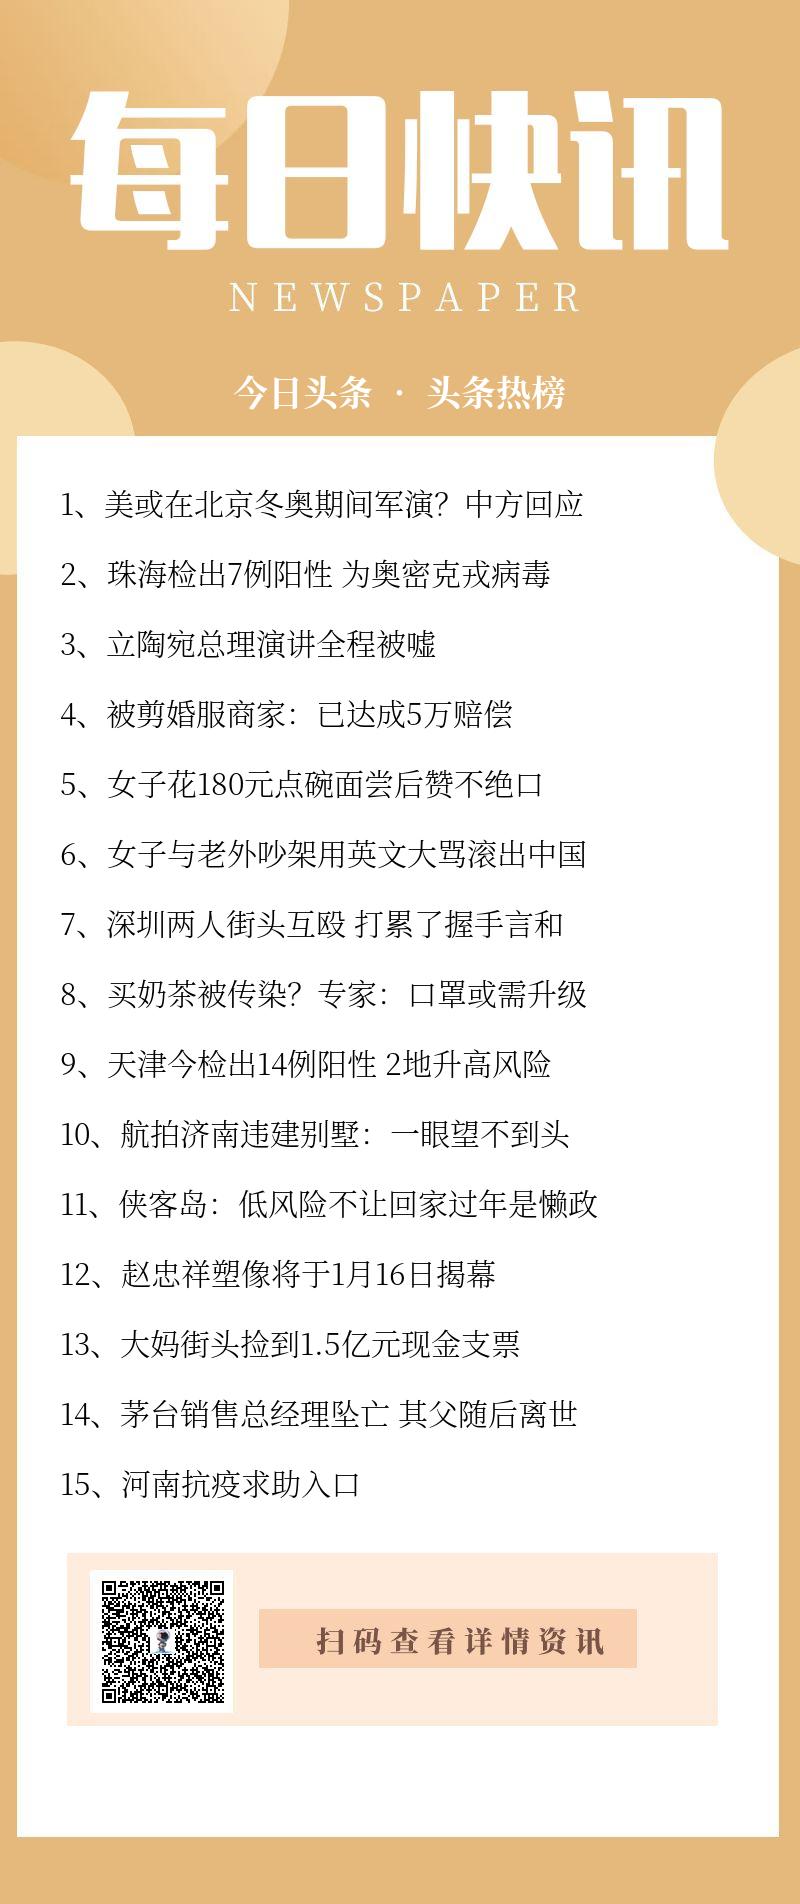 每日快讯
NEWSPAPER
今日头条 · 头条热榜
1、美或在北京冬奥期间军演？中方回应
2、珠海检出7例阳性 为奥密克戎病毒
3、立陶宛总理演讲全程被嘘
4、被剪婚服商家：已达成5万赔偿
5、女子花180元点碗面尝后赞不绝口
6、女子与老外吵架用英文大骂滚出中国
7、深圳两人街头互殴 打累了握手言和
8、买奶茶被传染？专家：口罩或需升级
9、天津今检出14例阳性 2地升高风险
10、航拍济南违建别墅：一眼望不到头
11、侠客岛：低风险不让回家过年是懒政
12、赵忠祥塑像将于1月16日揭幕
13、大妈街头捡到1.5亿元现金支票
14、茅台销售总经理坠亡 其父随后离世
15、河南抗疫求助入口
扫码查看详情资讯